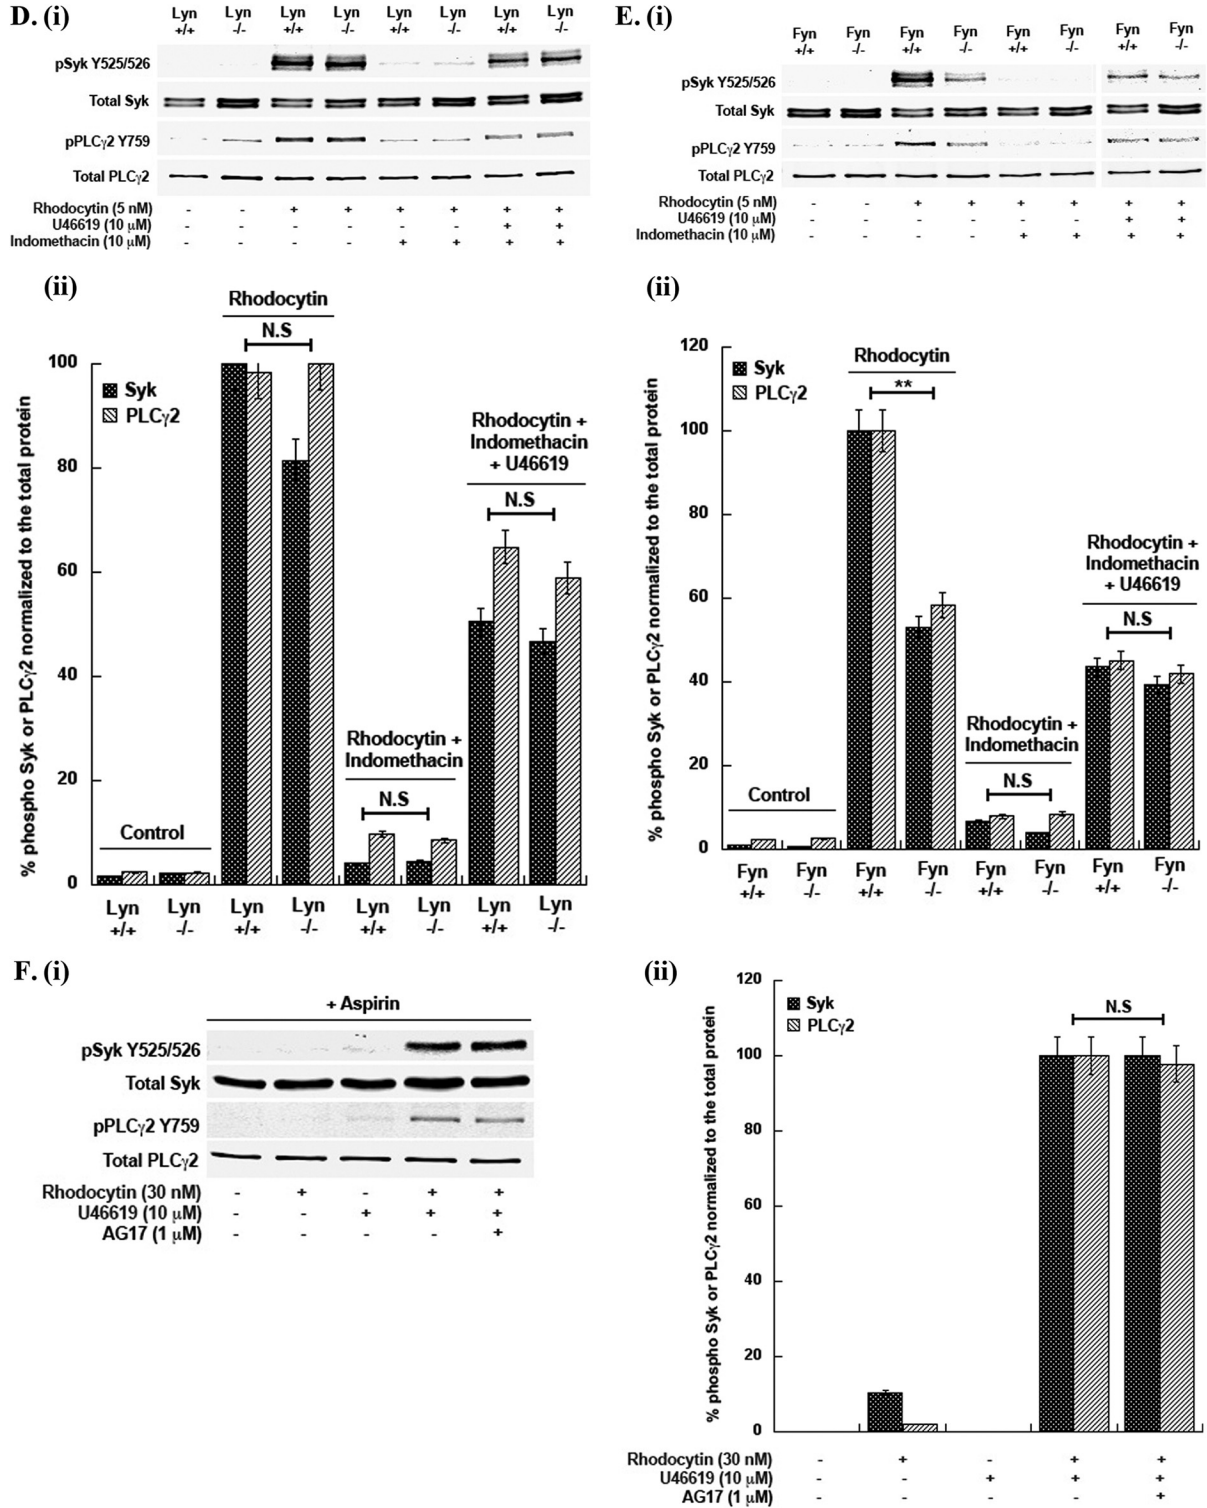 D. (i)
Lyn Lyn Lyn Lyn Lyn Lyn Lyn Lyn
+/+ -/- +/+ -/- +/+ -/- +/+ -/-
pSyk Y525/526
Total Syk
pPLCγ2 Y759
Total PLCγ2
Rhodocytin (5 nM) - - + + + + + +
U46619 (10 μM) - - - - - - + +
Indomethacin (10 μM) - - - - + + + +
E. (i)
Fyn Fyn Fyn Fyn Fyn Fyn Fyn Fyn
+/+ -/- +/+ -/- +/+ -/- +/+ -/-
pSyk Y525/526
Total Syk
pPLCγ2 Y759
Total PLCγ2
Rhodocytin (5 nM) - - + + + + + +
U46619 (10 μM) - - - - - - + +
Indomethacin (10 μM) - - - - + + + +
(ii)
% phospho Syk or PLCγ2 normalized to the total protein
100
80
60
40
20
0
Syk
PLCγ2
Control
Rhodocytin
N.S
Rhodocytin +
Indomethacin
N.S
Rhodocytin +
Indomethacin
+ U46619
N.S
Lyn Lyn Lyn Lyn Lyn Lyn Lyn Lyn
+/+ -/- +/+ -/- +/+ -/- +/+ -/-
(ii)
% phospho Syk or PLCγ2 normalized to the total protein
120
100
80
60
40
20
0
Syk
PLCγ2
Control
Rhodocytin
**
Rhodocytin +
Indomethacin
N.S
Rhodocytin +
Indomethacin
+ U46619
N.S
Fyn Fyn Fyn Fyn Fyn Fyn Fyn Fyn
+/+ -/- +/+ -/- +/+ -/- +/+ -/-
F. (i)
+ Aspirin
pSyk Y525/526
Total Syk
pPLCγ2 Y759
Total PLCγ2
Rhodocytin (30 nM) - + - + +
U46619 (10 μM) - - + + +
AG17 (1 μM) - - - - +
(ii)
% phospho Syk or PLCγ2 normalized to the total protein
120
100
80
60
40
20
0
Syk
PLCγ2
N.S
Rhodocytin (30 nM) - + - + +
U46619 (10 μM) - - + + +
AG17 (1 μM) - - - - +